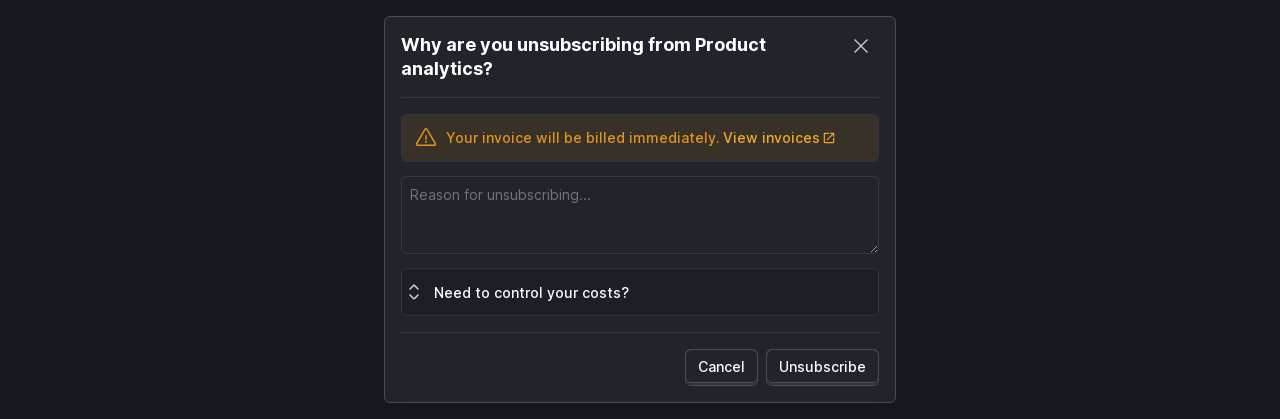 Why are you unsubscribing from Product
analytics?
Your invoice will be billed immediately. View invoices
Reason for unsubscribing...
Need to control your costs?
Cancel Unsubscribe